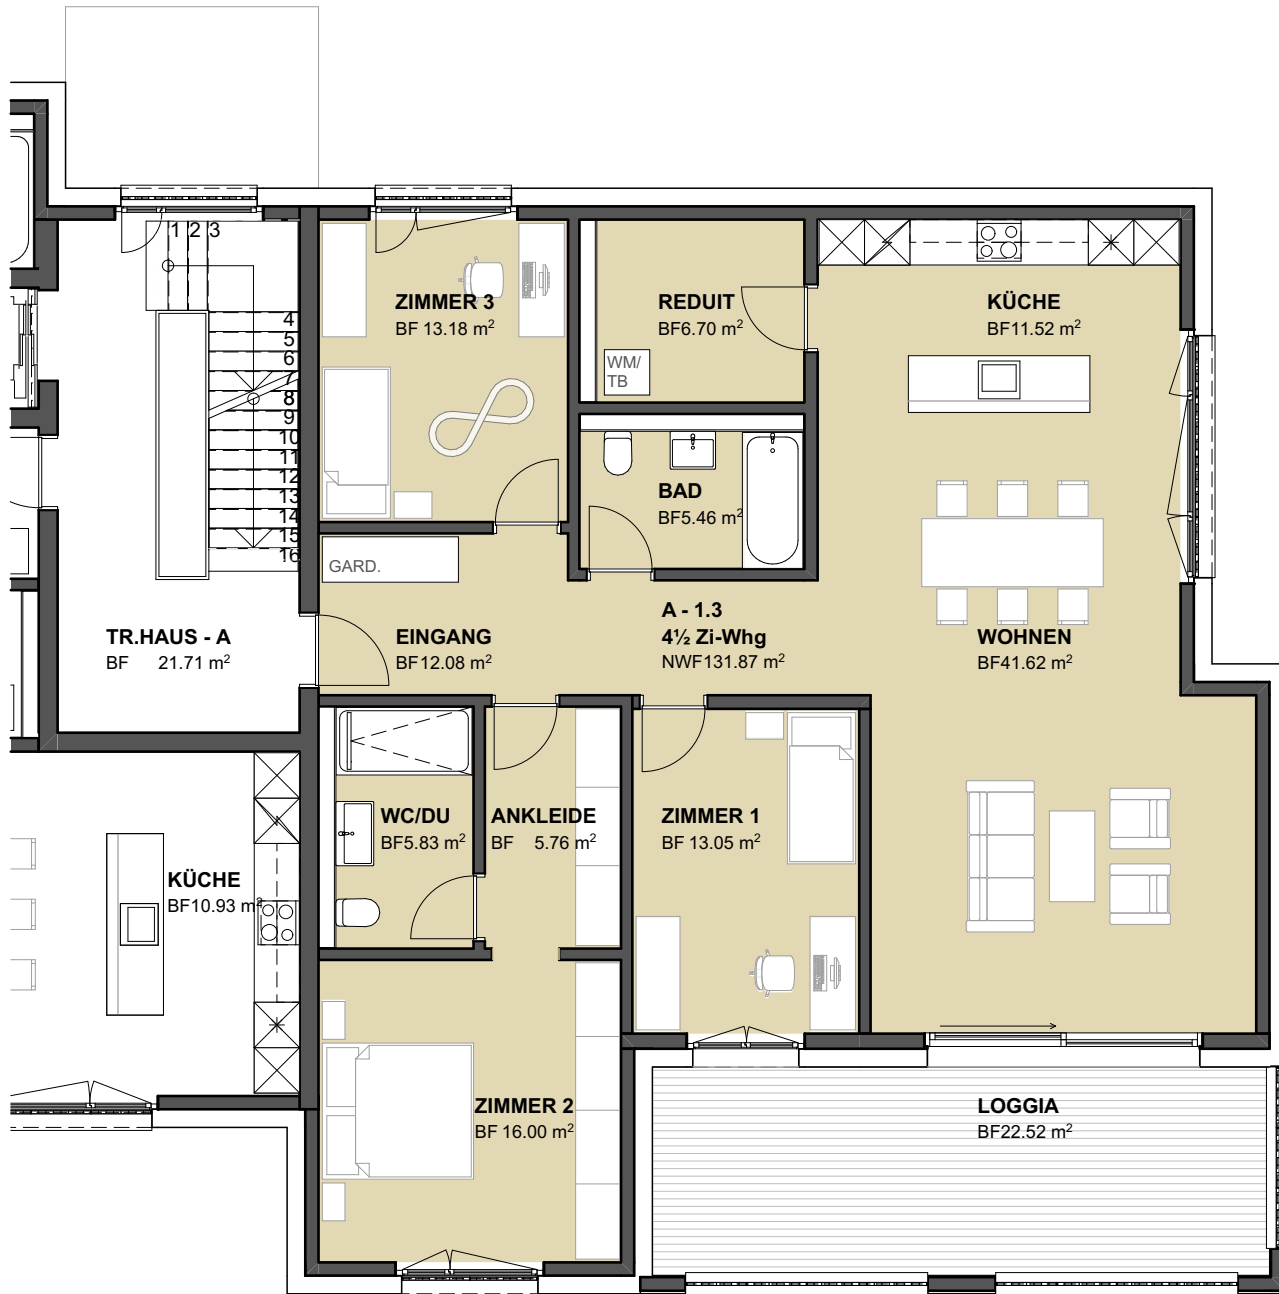 1 2 3
4
5
6
7
8
9
10
11
12
13
14
15
16
ZIMMER 3
BF 13.18 m²
REDUIT
BF6.70 m²
WM/
TB
KÜCHE
BF11.52 m²
BAD
BF5.46 m²
GARD.
TR.HAUS - A
BF 21.71 m²
EINGANG
BF12.08 m²
A - 1.3
4½ Zi-Whg
NWF131.87 m²
WOHNEN
BF41.62 m²
WC/DU
BF5.83 m²
ANKLEIDE
BF 5.76 m²
ZIMMER 1
BF 13.05 m²
KÜCHE
BF10.93 m²
ZIMMER 2
BF 16.00 m²
LOGGIA
BF22.52 m²